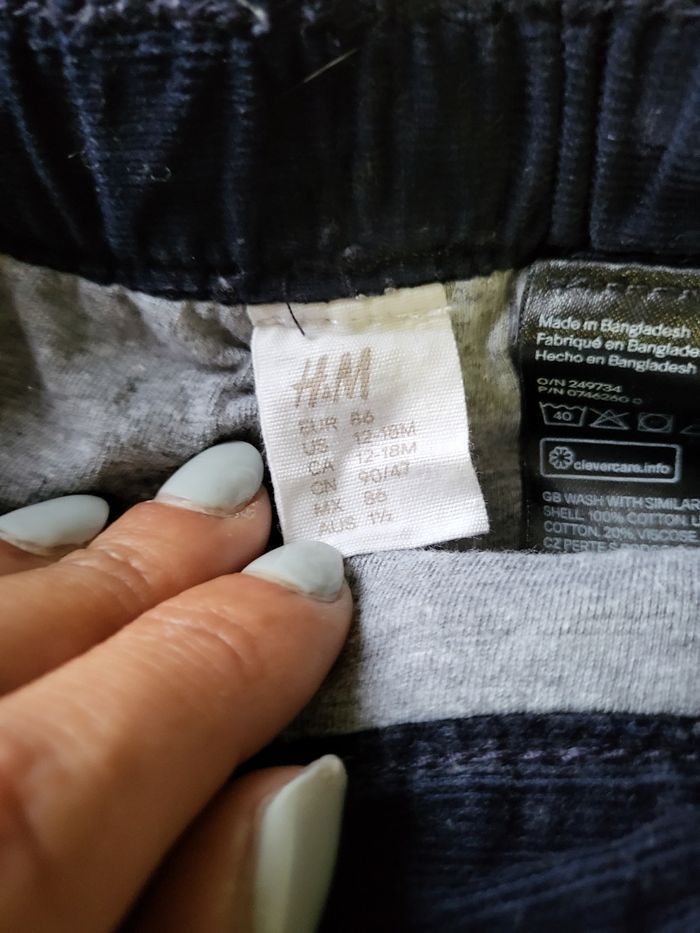 H&M
EUR 86
US 12-18M
CA 12-18M
CN 90/47
MX 86
AUS 1½
Made in Bangladesh
Fabriqué en Banglade
Hecho en Bangladesh
O/N 249734
P/N 0746260
40
clevercare.info
GB WASH WITH SIMILAR
SHELL 100% COTTON
COTTON, 20% VISCOSE
CZ PERTE S